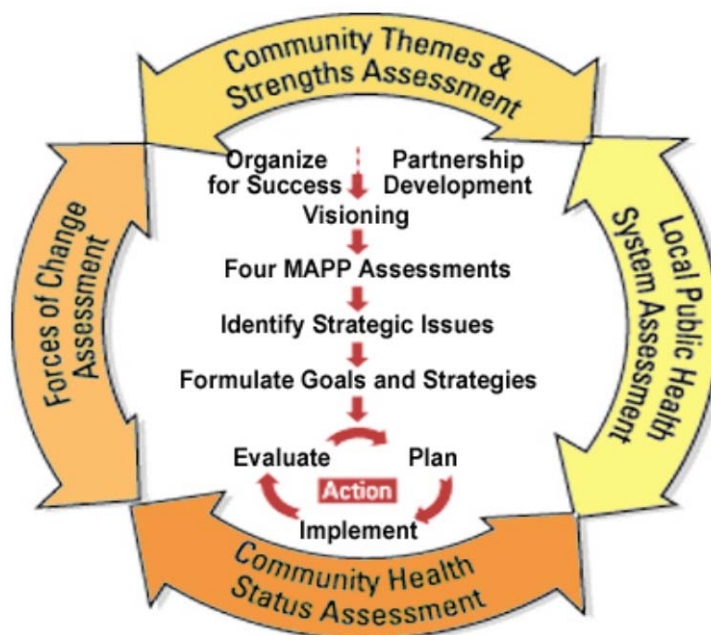 Community Themes &
Strengths Assessment
Organize
for Success
Partnership
Development
Visioning
Four MAPP Assessments
Identify Strategic Issues
Formulate Goals and Strategies
Evaluate
Plan
Action
Implement
Forces of Change
Assessment
Local Public Health
System Assessment
Community Health
Status Assessment